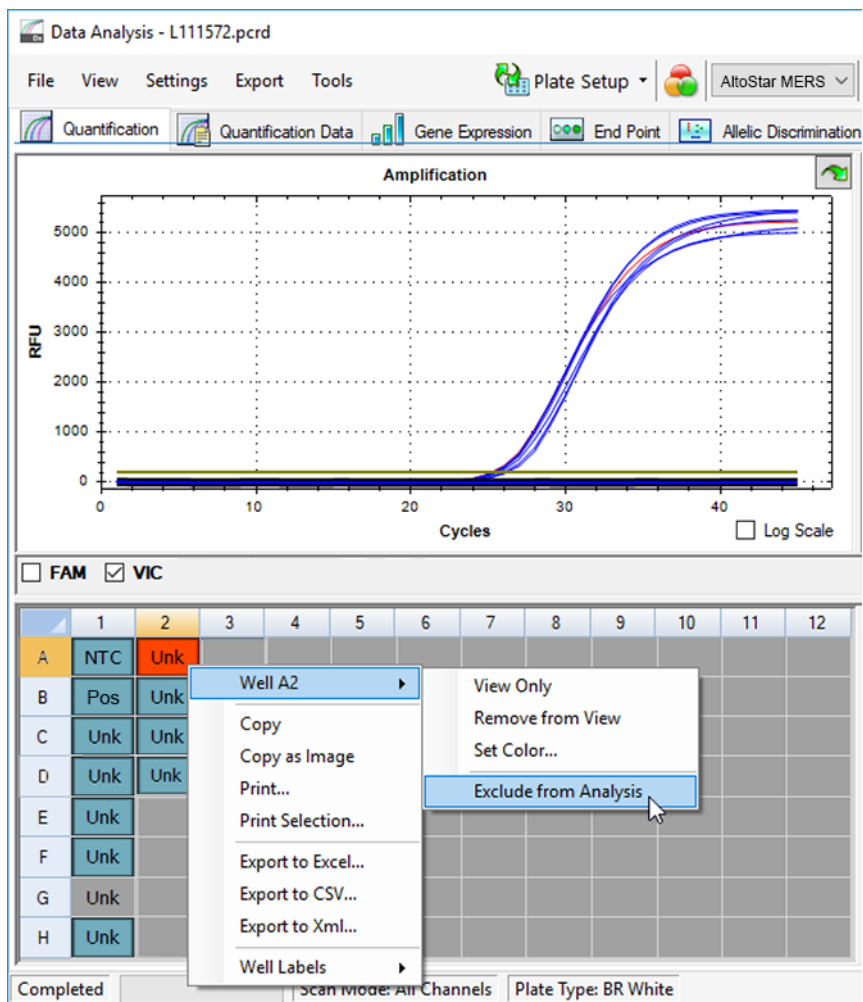 Data Analysis - L111572.pcrd
File View Settings Export Tools Plate Setup AltoStar MERS
Quantification Quantification Data Gene Expression End Point Allelic Discrimination
Amplification
5000
4000
3000
2000
1000
0
RFU
0 10 20 30 40
Cycles
Log Scale
FAM VIC
1 2 3 4 5 6 7 8 9 10 11 12
A NTC Unk
B Pos Unk
C Unk Unk
D Unk Unk
E Unk
F Unk
G Unk
H Unk
Well A2
Copy
Copy as Image
Print...
Print Selection...
Export to Excel...
Export to CSV...
Export to Xml...
Well Labels
View Only
Remove from View
Set Color...
Exclude from Analysis
Completed Scan Mode: All Channels Plate Type: BR White